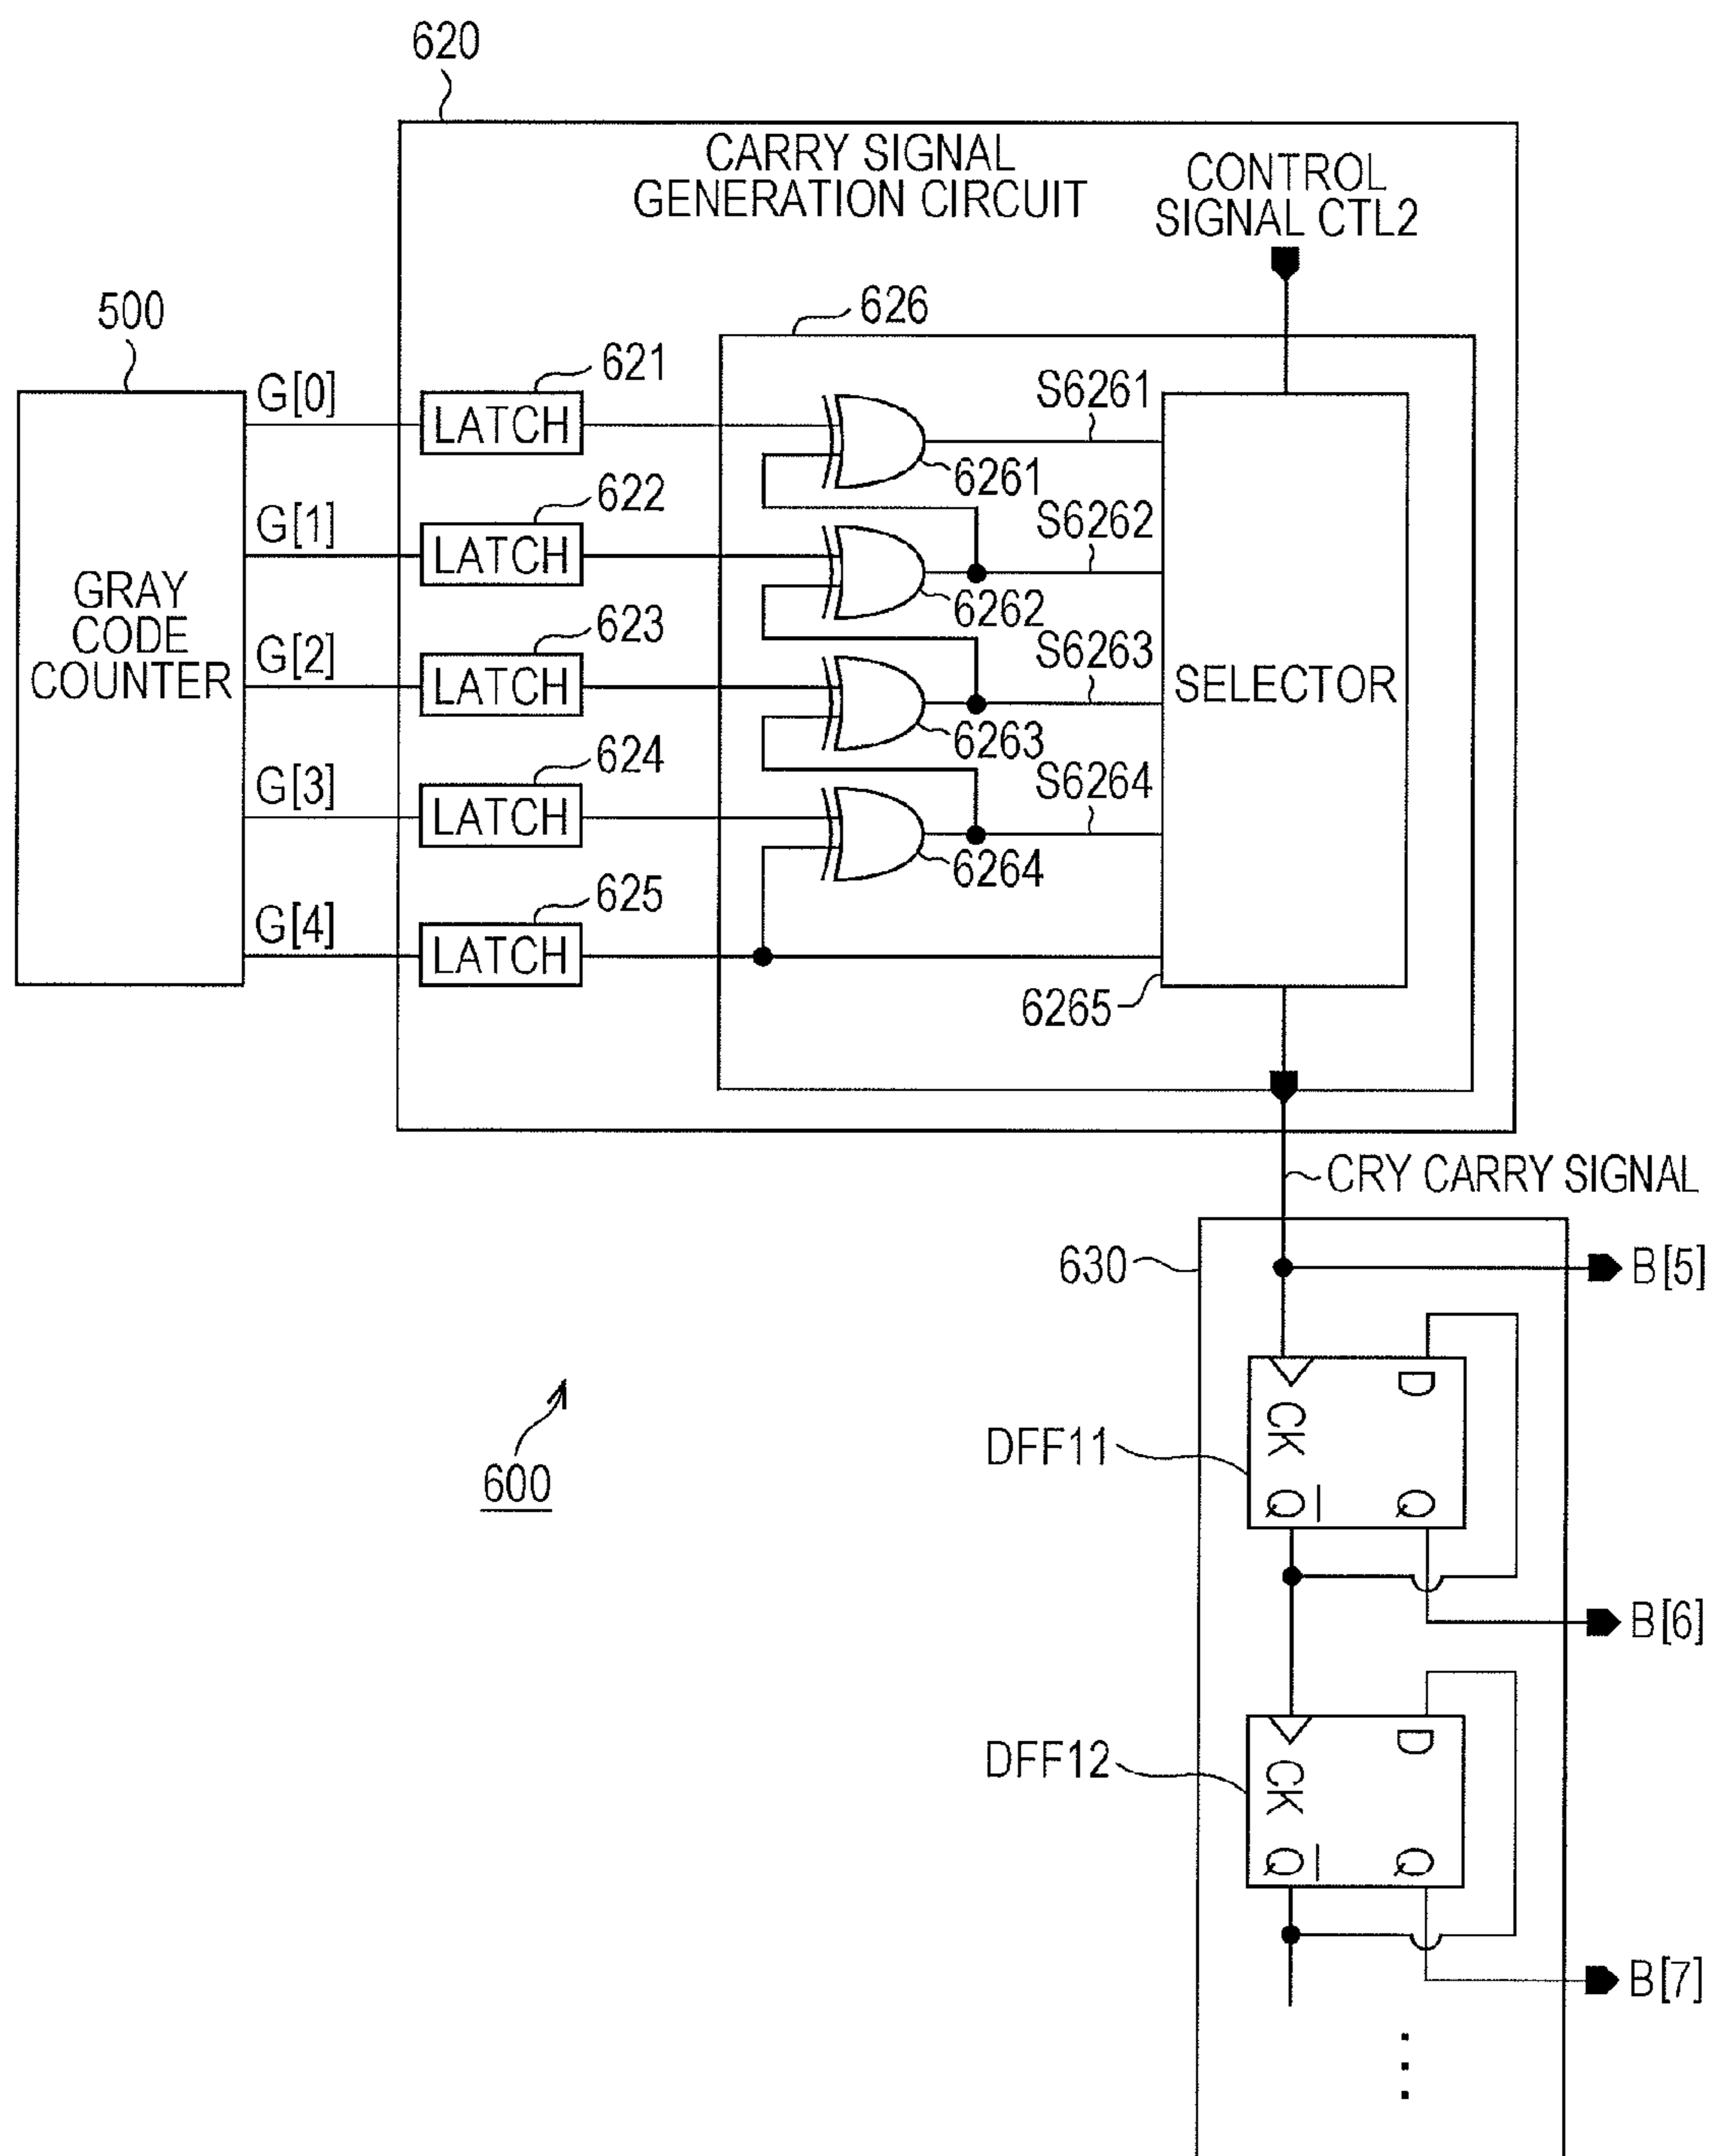 620
CARRY SIGNAL
GENERATION CIRCUIT
CONTROL
SIGNAL CTL2
500
626
G[0]
621
LATCH
S6261
6261
G[1]
622
LATCH
S6262
6262
GRAY
CODE
COUNTER
G[2]
623
LATCH
S6263
6263
SELECTOR
G[3]
624
LATCH
S6264
6264
G[4]
625
LATCH
6265
CRY CARRY SIGNAL
630
B[5]
D
CK
Q
Q
DFF11
600
B[6]
D
CK
Q
Q
DFF12
B[7]
...